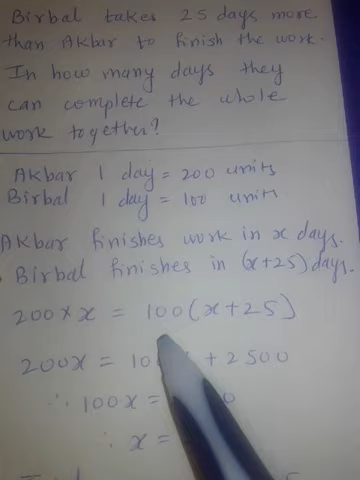 Birbal takes 25 days more
than Akbar to finish the work.
In how many days they
can complete the whole
work together?
Akbar 1 day = 200 units
Birbal 1 day = 100 units
Akbar finishes work in x days.
Birbal finishes in (x+25) days.
200 × x = 100(x+25)
200x = 10 + 2500
∴ 100x = 0
∴ x =